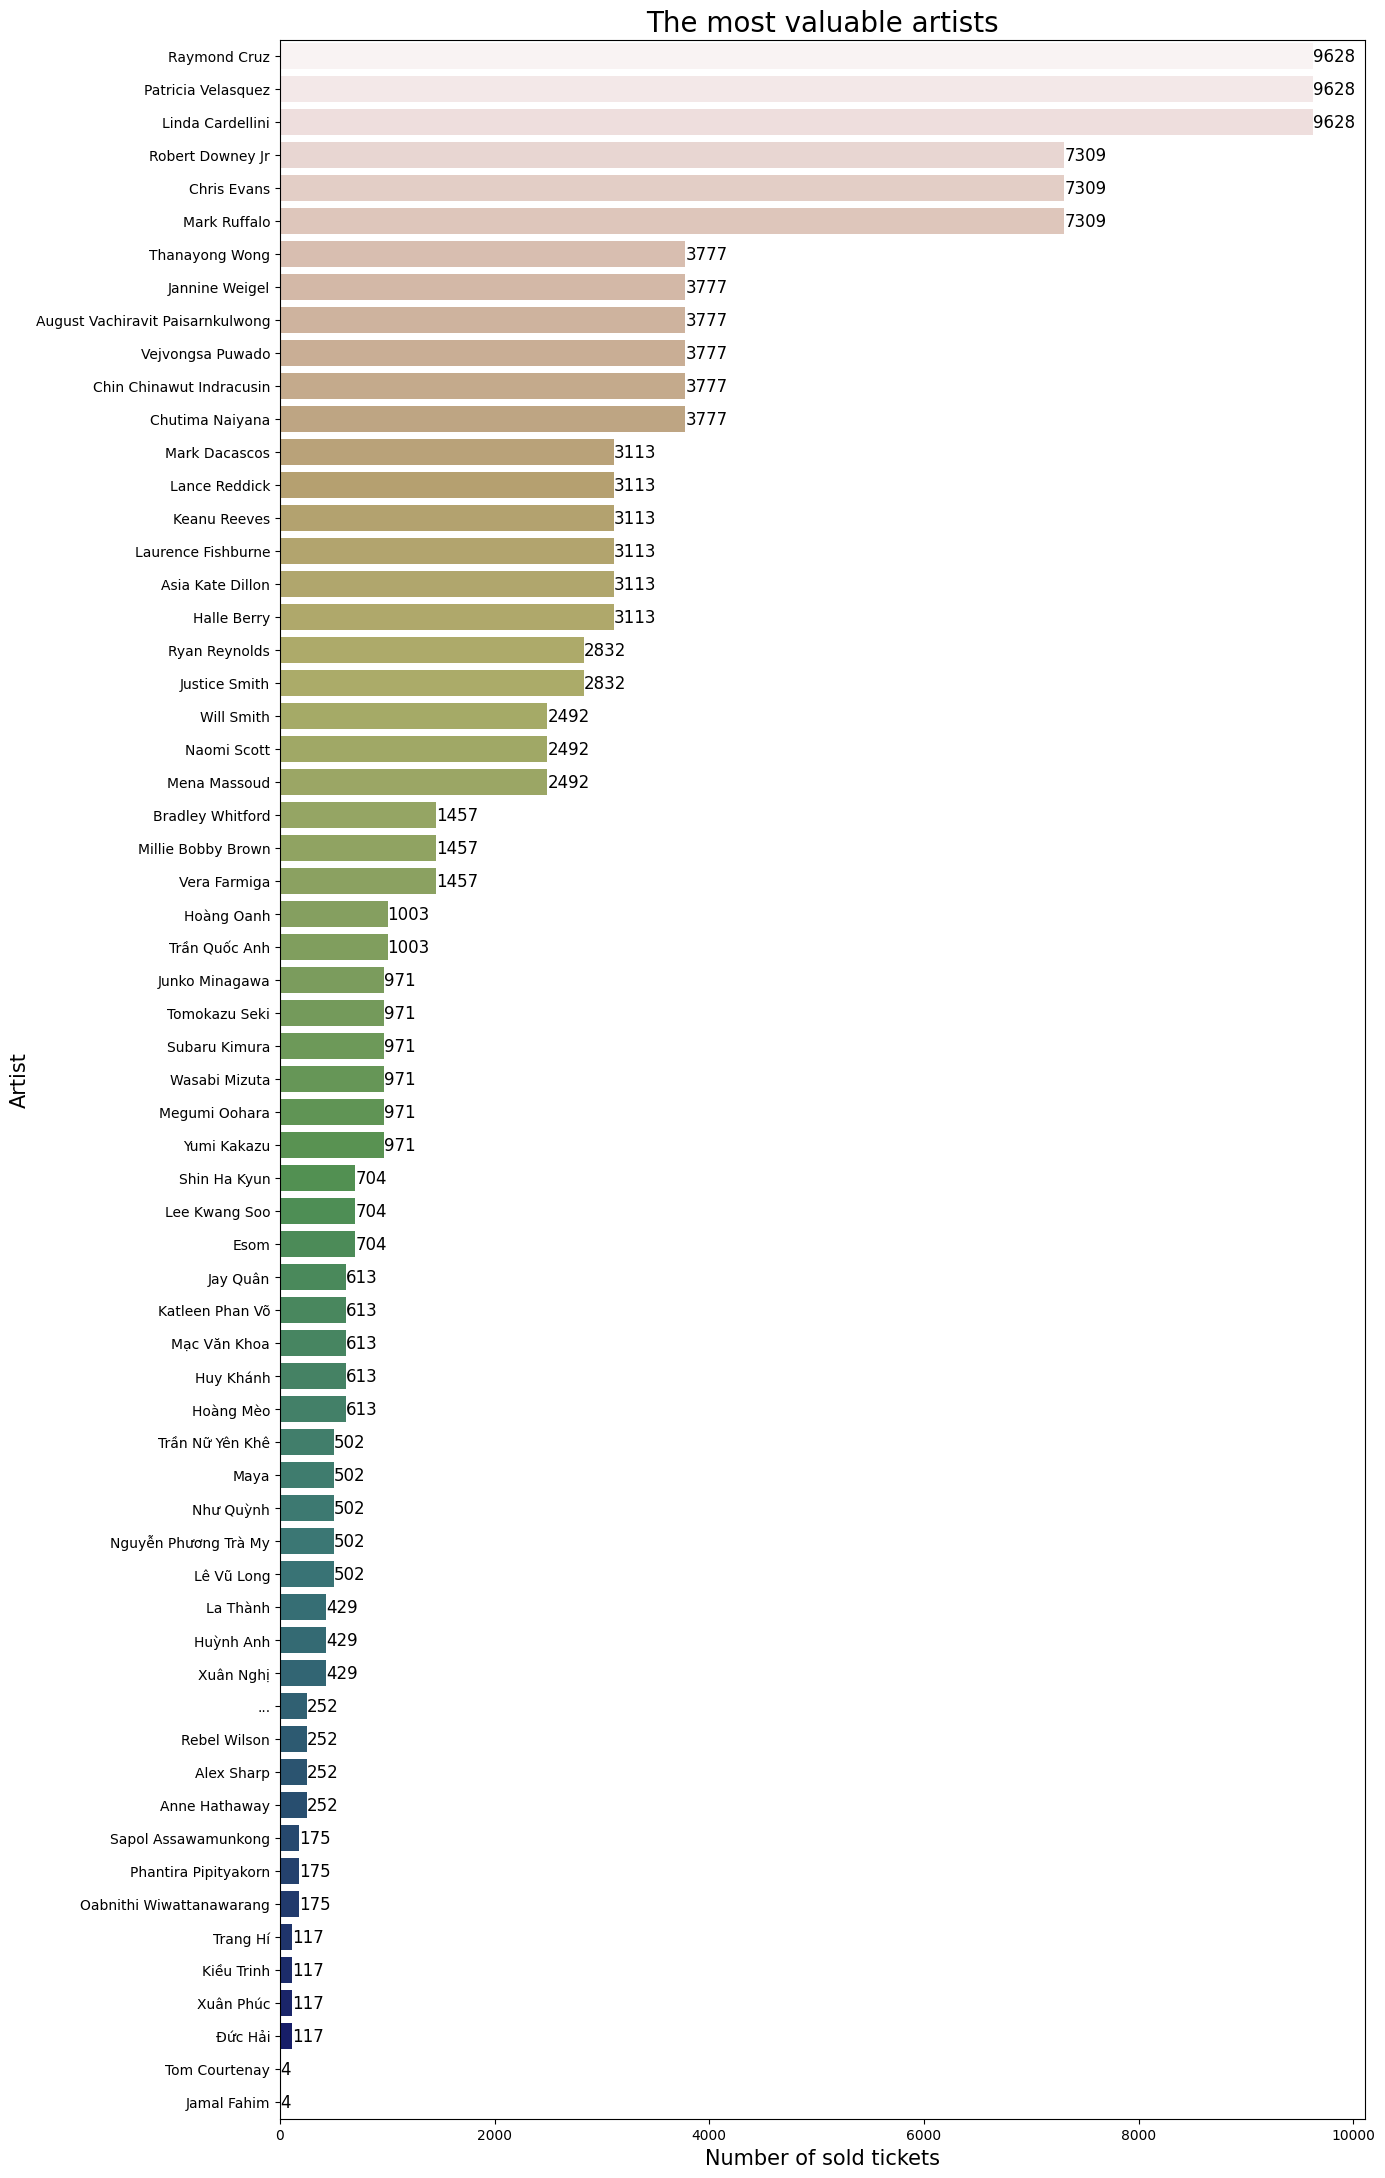 The most valuable artists
Raymond Cruz 9628
Patricia Velasquez 9628
Linda Cardellini 9628
Robert Downey Jr 7309
Chris Evans 7309
Mark Ruffalo 7309
Thanayong Wong 3777
Jannine Weigel 3777
August Vachiravit Paisarnkulwong 3777
Vejvongsa Puwado 3777
Chin Chinawut Indracusin 3777
Chutima Naiyana 3777
Mark Dacascos 3113
Lance Reddick 3113
Keanu Reeves 3113
Laurence Fishburne 3113
Asia Kate Dillon 3113
Halle Berry 3113
Ryan Reynolds 2832
Justice Smith 2832
Will Smith 2492
Naomi Scott 2492
Mena Massoud 2492
Bradley Whitford 1457
Millie Bobby Brown 1457
Vera Farmiga 1457
Hoàng Oanh 1003
Trần Quốc Anh 1003
Junko Minagawa 971
Tomokazu Seki 971
Subaru Kimura 971
Wasabi Mizuta 971
Megumi Oohara 971
Yumi Kakazu 971
Shin Ha Kyun 704
Lee Kwang Soo 704
Esom 704
Jay Quân 613
Katleen Phan Võ 613
Mạc Văn Khoa 613
Huy Khánh 613
Hoàng Mèo 613
Trần Nữ Yên Khê 502
Maya 502
Như Quỳnh 502
Nguyễn Phương Trà My 502
Lê Vũ Long 502
La Thành 429
Huỳnh Anh 429
Xuân Nghị 429
... 252
Rebel Wilson 252
Alex Sharp 252
Anne Hathaway 252
Sapol Assawamunkong 175
Phantira Pipityakorn 175
Oabnithi Wiwattanawarang 175
Trang Hí 117
Kiều Trinh 117
Xuân Phúc 117
Đức Hải 117
Tom Courtenay 4
Jamal Fahim 4
0 2000 4000 6000 8000 10000
Number of sold tickets
Artist